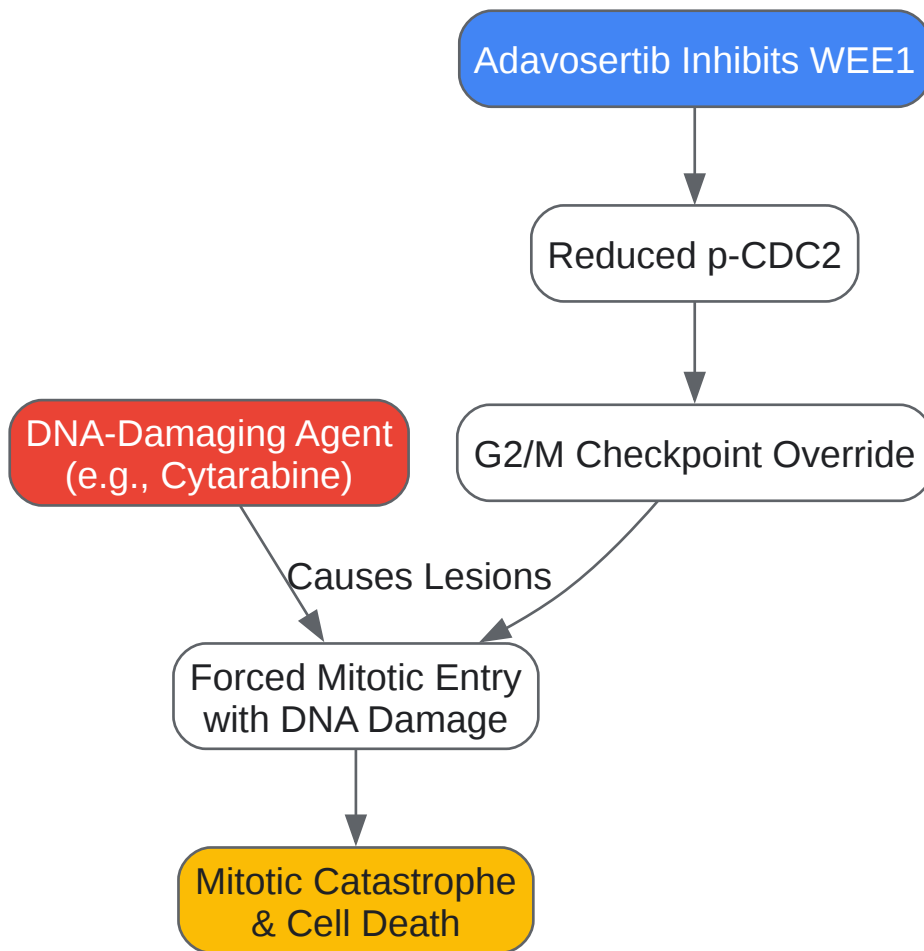 Adavosertib Inhibits WEE1
Reduced p-CDC2
DNA-Damaging Agent
(e.g., Cytarabine)
G2/M Checkpoint Override
Causes Lesions
Forced Mitotic Entry
with DNA Damage
Mitotic Catastrophe
& Cell Death